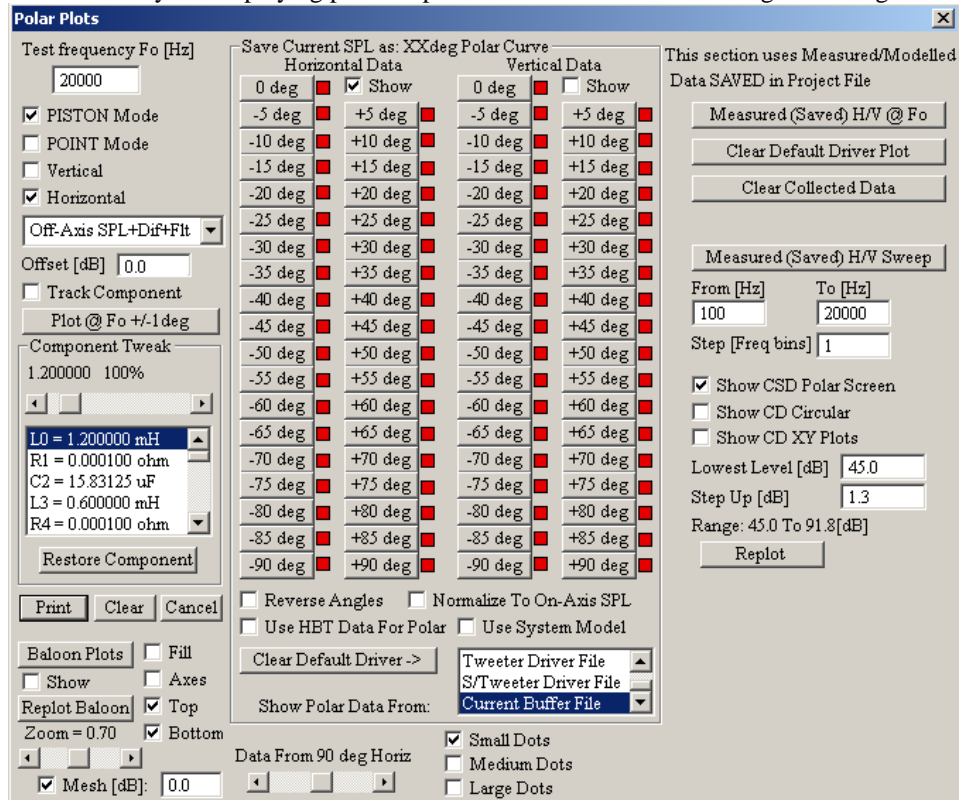 Polar Plots
Test frequency Fo [Hz]
20000
PISTON Mode
POINT Mode
Vertical
Horizontal
Off-Axis SPL+Dif+Flt
Offset [dB] 0.0
Track Component
Plot @ Fo +/-1deg
Component Tweak
1.200000 100%
L0 = 1.200000 mH
R1 = 0.000100 ohm
C2 = 15.83125 uF
L3 = 0.600000 mH
R4 = 0.000100 ohm
Restore Component
Print Clear Cancel
Baloon Plots Fill
Show Axes
Replot Baloon Top
Zoom = 0.70 Bottom
Mesh [dB]: 0.0
Save Current SPL as: XXdeg Polar Curve
Horizontal Data Vertical Data
0 deg Show 0 deg Show
-5 deg +5 deg -5 deg +5 deg
-10 deg +10 deg -10 deg +10 deg
-15 deg +15 deg -15 deg +15 deg
-20 deg +20 deg -20 deg +20 deg
-25 deg +25 deg -25 deg +25 deg
-30 deg +30 deg -30 deg +30 deg
-35 deg +35 deg -35 deg +35 deg
-40 deg +40 deg -40 deg +40 deg
-45 deg +45 deg -45 deg +45 deg
-50 deg +50 deg -50 deg +50 deg
-55 deg +55 deg -55 deg +55 deg
-60 deg +60 deg -60 deg +60 deg
-65 deg +65 deg -65 deg +65 deg
-70 deg +70 deg -70 deg +70 deg
-75 deg +75 deg -75 deg +75 deg
-80 deg +80 deg -80 deg +80 deg
-85 deg +85 deg -85 deg +85 deg
-90 deg +90 deg -90 deg +90 deg
Reverse Angles Normalize To On-Axis SPL
Use HBT Data For Polar Use System Model
Clear Default Driver ->
Tweeter Driver File
S/Tweeter Driver File
Show Polar Data From: Current Buffer File
Data From 90 deg Horiz
Small Dots
Medium Dots
Large Dots
This section uses Measured/Modelled
Data SAVED in Project File
Measured (Saved) H/V @ Fo
Clear Default Driver Plot
Clear Collected Data
Measured (Saved) H/V Sweep
From [Hz] To [Hz]
100 20000
Step [Freq bins] 1
Show CSD Polar Screen
Show CD Circular
Show CD XY Plots
Lowest Level [dB] 45.0
Step Up [dB] 1.3
Range: 45.0 To 91.8[dB]
Replot